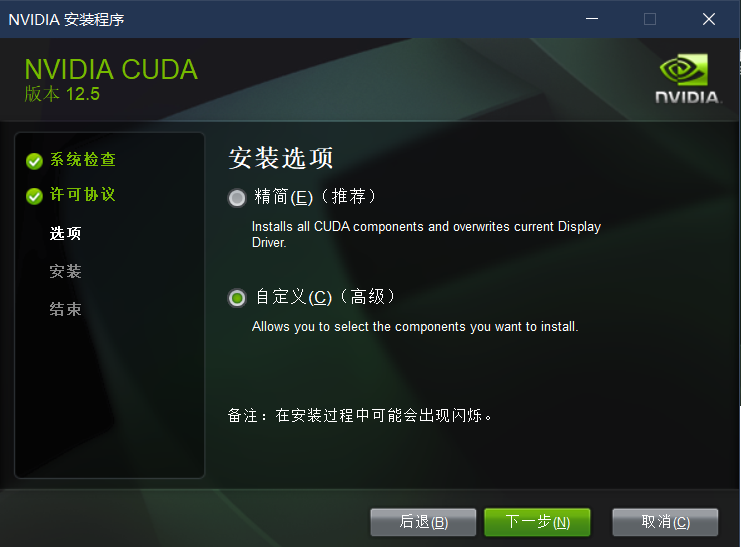 NVIDIA 安装程序
NVIDIA CUDA
版本 12.5
NVIDIA.
系统检查
许可协议
选项
安装
结束
安装选项
精简(E)（推荐）
Installs all CUDA components and overwrites current Display
Driver.
自定义(C)（高级）
Allows you to select the components you want to install.
备注：在安装过程中可能会出现闪烁。
后退(B)
下一步(N)
取消(C)